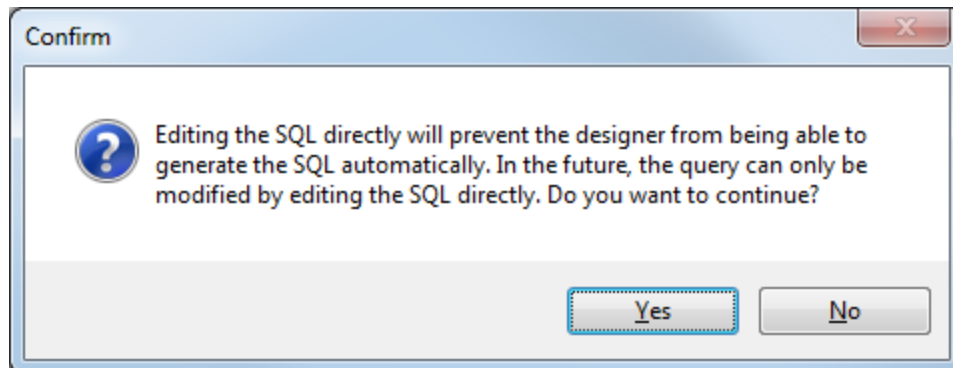 Confirm
Editing the SQL directly will prevent the designer from being able to
generate the SQL automatically. In the future, the query can only be
modified by editing the SQL directly. Do you want to continue?
Yes
No